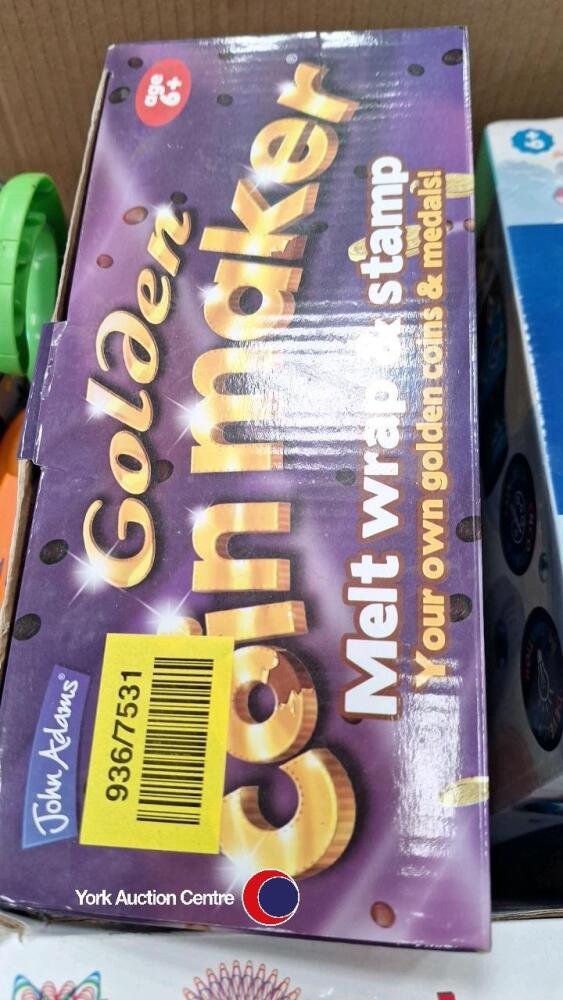 age
6+
Golden
coin maker
Melt wrap & stamp
Your own golden coins & medals!
John Adams®
936/7531
York Auction Centre
6+